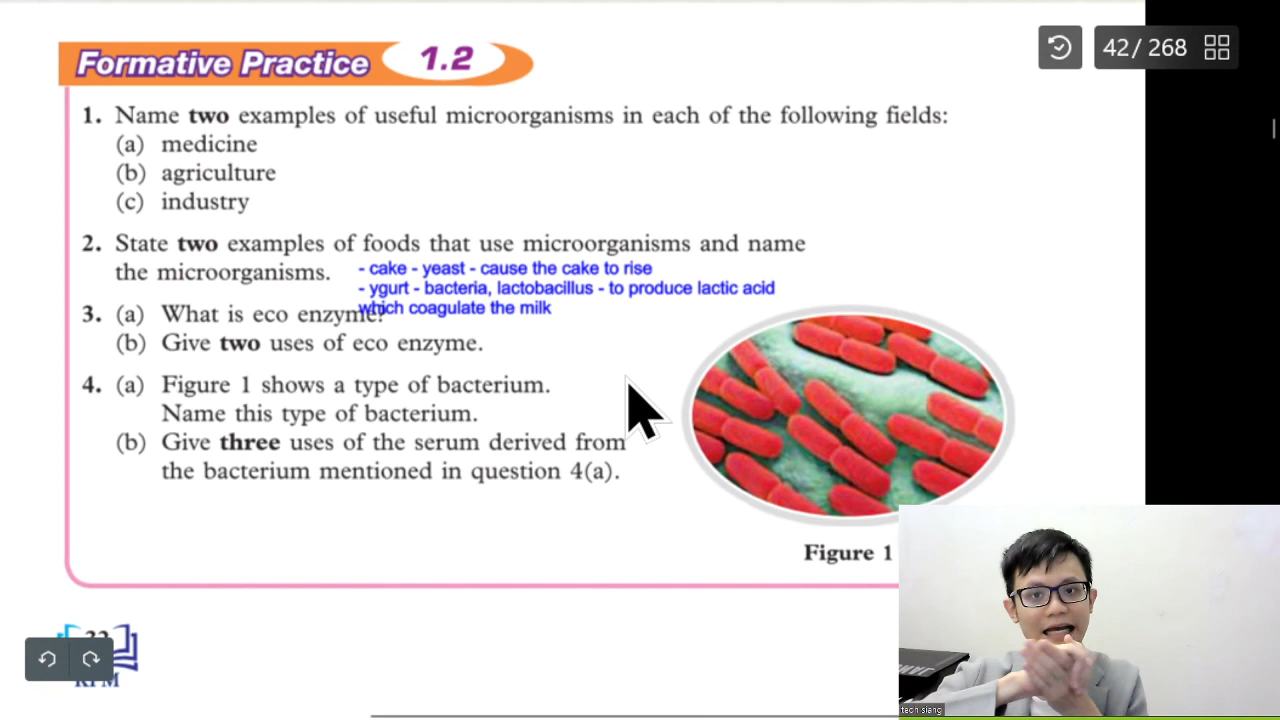 Formative Practice 1.2
42 / 268
1. Name two examples of useful microorganisms in each of the following fields:
(a) medicine
(b) agriculture
(c) industry
2. State two examples of foods that use microorganisms and name
the microorganisms.
- cake - yeast - cause the cake to rise
- ygurt - bacteria, lactobacillus - to produce lactic acid
which coagulate the milk
3. (a) What is eco enzyme?
(b) Give two uses of eco enzyme.
4. (a) Figure 1 shows a type of bacterium.
Name this type of bacterium.
(b) Give three uses of the serum derived from
the bacterium mentioned in question 4(a).
Figure 1
KPM
tech siang